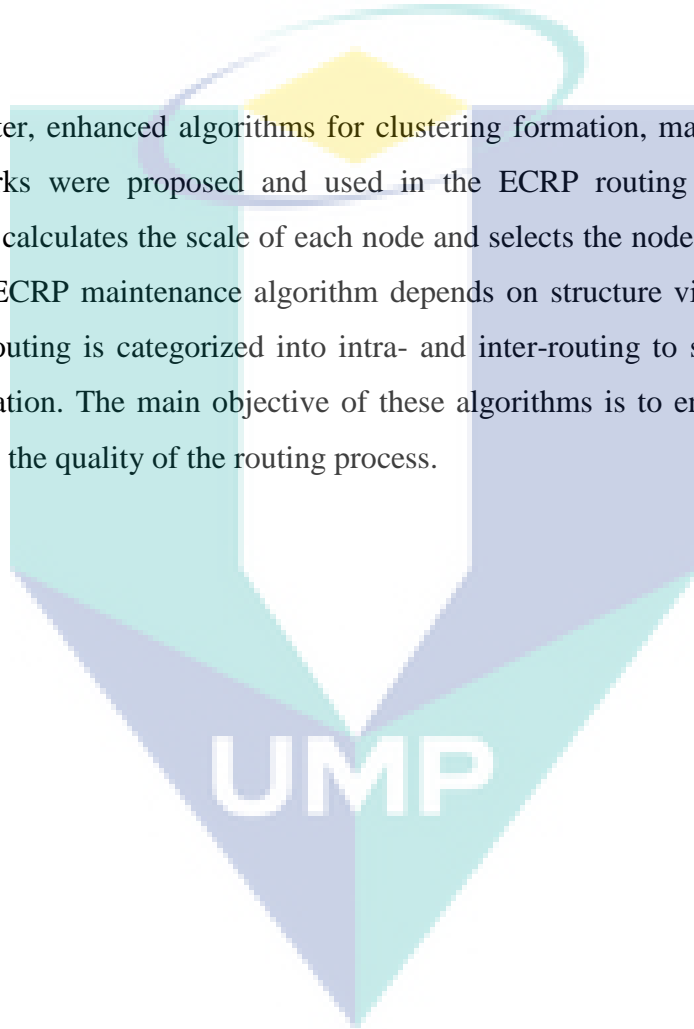 ter, enhanced algorithms for clustering formation, ma
rks were proposed and used in the ECRP routing
calculates the scale of each node and selects the node
ECRP maintenance algorithm depends on structure vi
outing is categorized into intra- and inter-routing to s
ation. The main objective of these algorithms is to en
the quality of the routing process.
UMP